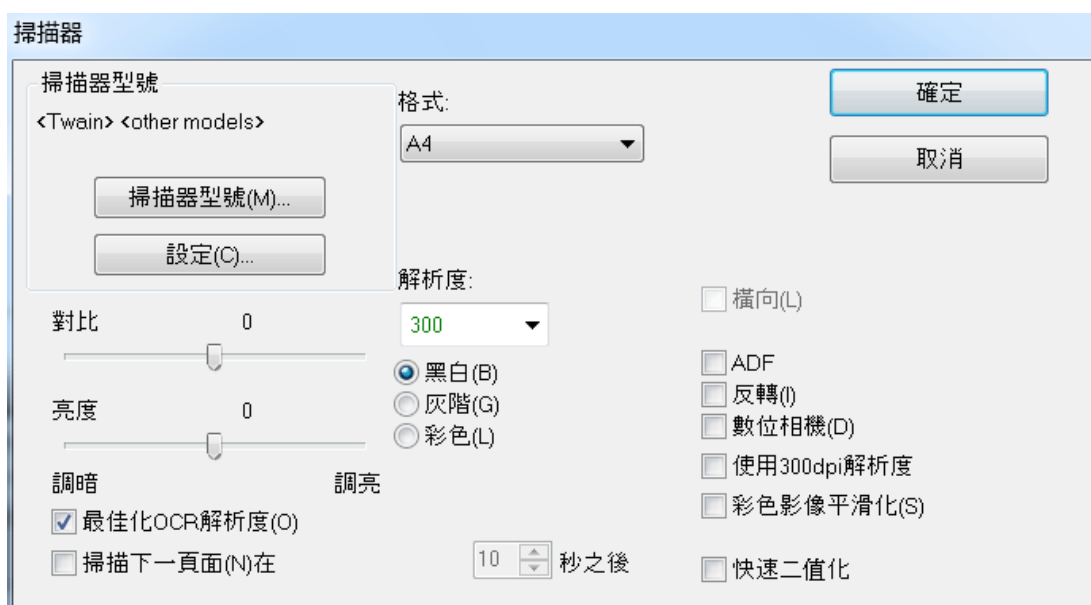 掃描器
掃描器型號
<Twain> <other models>
掃描器型號(M)...
設定(C)...
格式:
A4
確定
取消
解析度:
300
黑白(B)
灰階(G)
彩色(L)
對比 0
亮度 0
調暗 調亮
最佳化OCR解析度(O)
掃描下一頁面(N)在 10 秒之後
橫向(L)
ADF
反轉(I)
數位相機(D)
使用300dpi解析度
彩色影像平滑化(S)
快速二值化